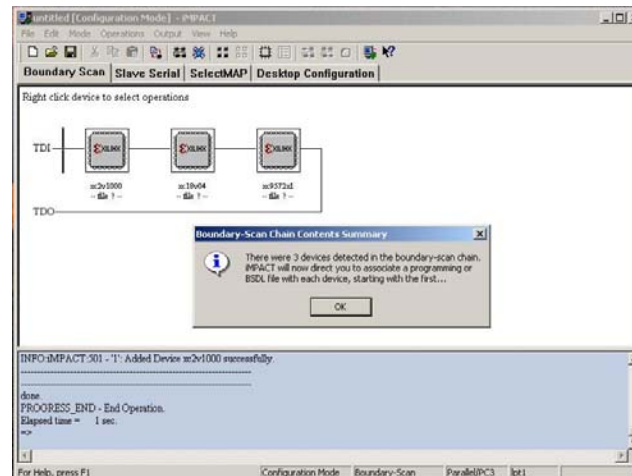 untitled [Configuration Mode] - iMPACT
File Edit Mode Operations Output View Help
Boundary Scan Slave Serial SelectMAP Desktop Configuration
Right click device to select operations
TDI
XILINX XILINX XILINX
xc2v1000 xc18v04 xc9572xl
-- file ? -- -- file ? -- -- file ? --
TDO
Boundary-Scan Chain Contents Summary
There were 3 devices detected in the boundary-scan chain.
iMPACT will now direct you to associate a programming or
BSDL file with each device, starting with the first...
OK
INFO:iMPACT:501 - '1': Added Device xc2v1000 successfully.
done.
PROGRESS_END - End Operation.
Elapsed time = 1 sec.
=>
For Help, press F1 Configuration Mode Boundary-Scan Parallel/PC3 lpt1